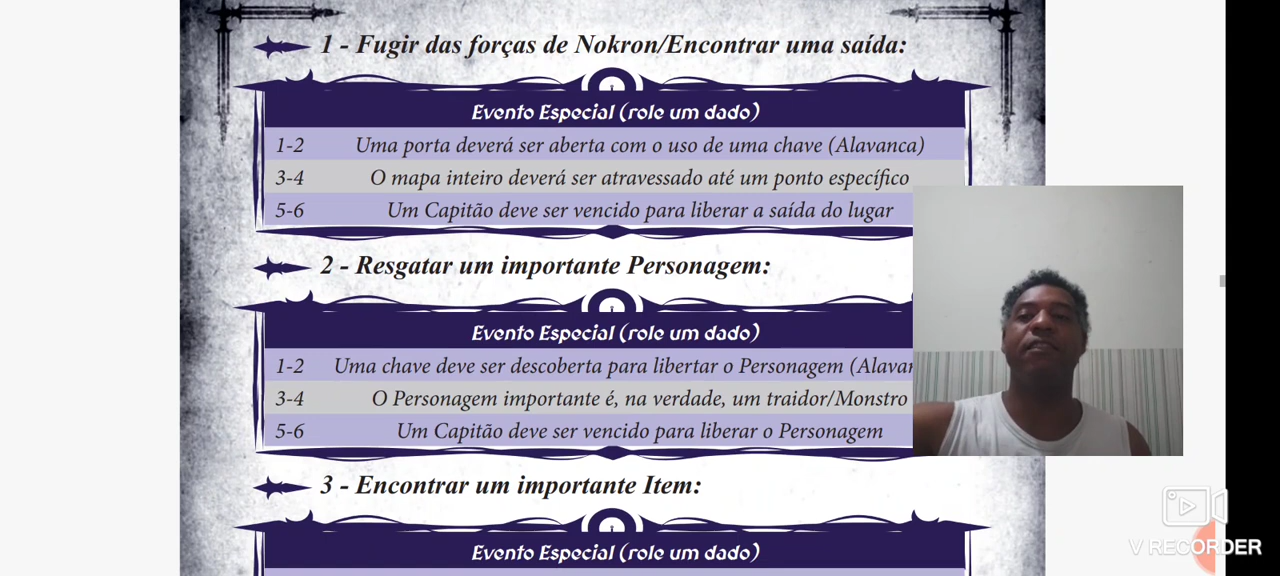 1 - Fugir das forças de Nokron/Encontrar uma saída:
Evento Especial (role um dado)
1-2 Uma porta deverá ser aberta com o uso de uma chave (Alavanca)
3-4 O mapa inteiro deverá ser atravessado até um ponto específico
5-6 Um Capitão deve ser vencido para liberar a saída do lugar
2 - Resgatar um importante Personagem:
Evento Especial (role um dado)
1-2 Uma chave deve ser descoberta para libertar o Personagem
3-4 O Personagem importante é, na verdade, um traidor/Monstro
5-6 Um Capitão deve ser vencido para liberar o Personagem
3 - Encontrar um importante Item:
Evento Especial (role um dado)
V RECORDER